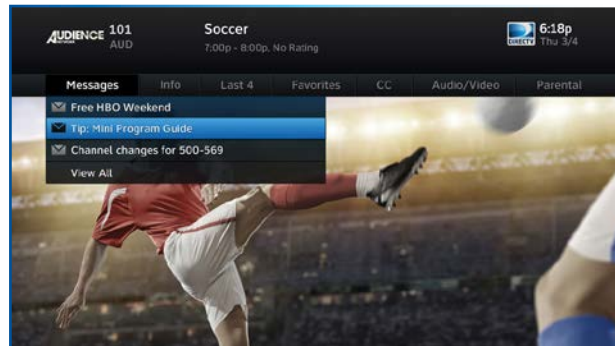 AUDIENCE
NETWORK
101
AUD
Soccer
7:00p - 8:00p, No Rating
DIRECTV
6:18p
Thu 3/4
Messages Info Last 4 Favorites CC Audio/Video Parental
Free HBO Weekend
Tip: Mini Program Guide
Channel changes for 500-569
View All